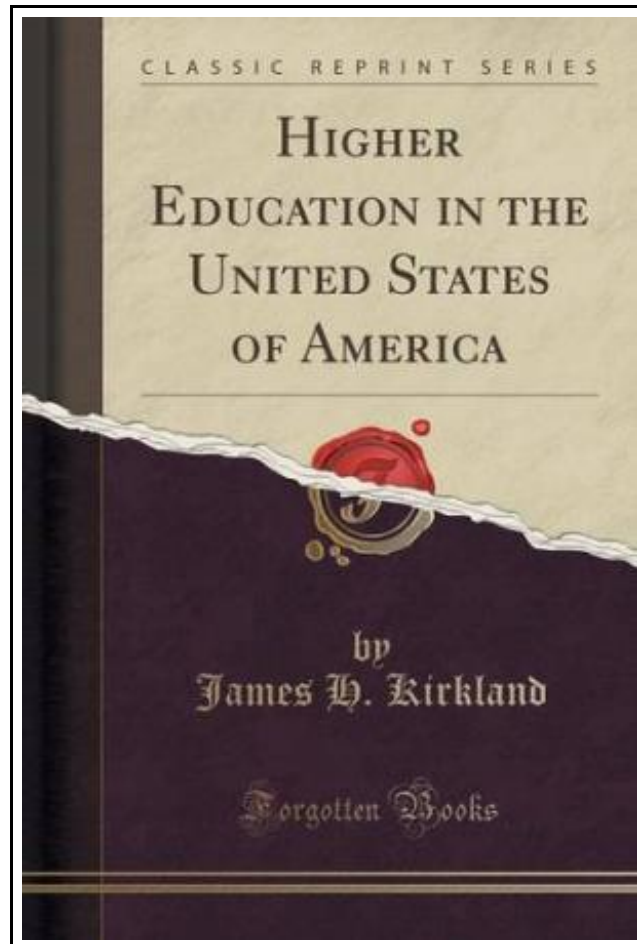 CLASSIC REPRINT SERIES
HIGHER
EDUCATION IN THE
UNITED STATES
OF AMERICA
by
James H. Kirkland
Forgotten Books